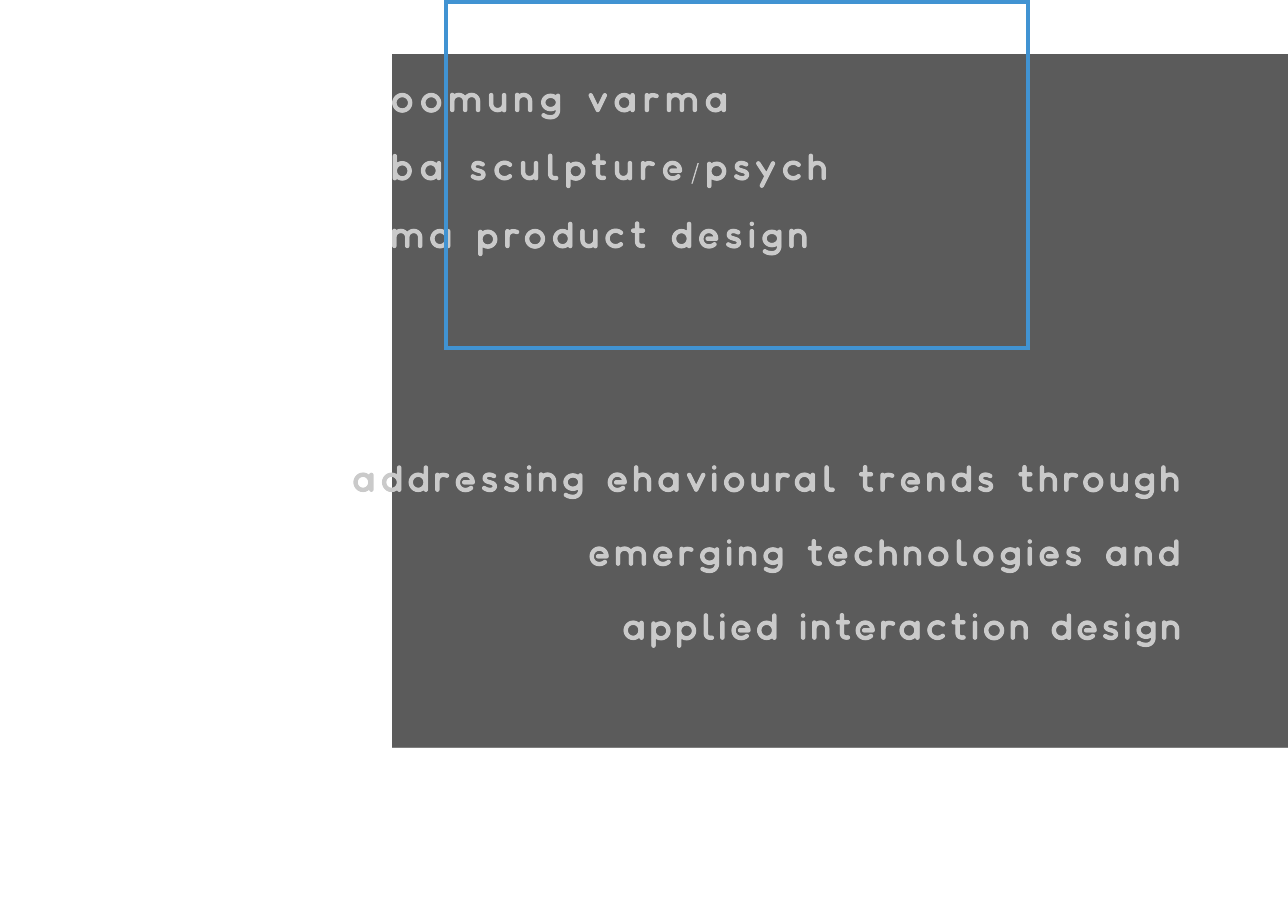 oomung varma
ba sculpture/psych
ma product design
addressing ehavioural trends through
emerging technologies and
applied interaction design